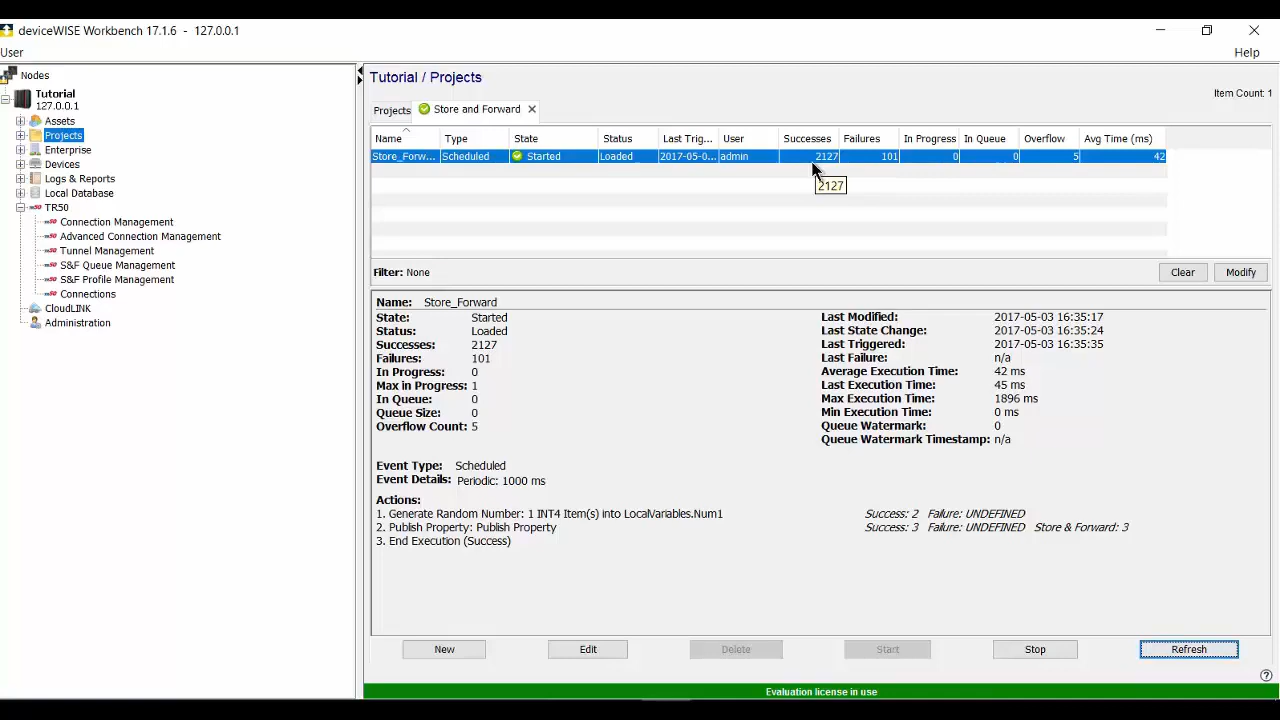 deviceWISE Workbench 17.1.6 - 127.0.0.1
User
Help
Nodes
Tutorial
127.0.0.1
Assets
Projects
Enterprise
Devices
Logs & Reports
Local Database
TR50
Connection Management
Advanced Connection Management
Tunnel Management
S&F Queue Management
S&F Profile Management
Connections
CloudLINK
Administration
Tutorial / Projects
Item Count: 1
Projects Store and Forward
Name Type State Status Last Trig... User Successes Failures In Progress In Queue Overflow Avg Time (ms)
Store_Forw... Scheduled Started Loaded 2017-05-0... admin 2127 101 0 0 5 42
2127
Filter: None
Clear Modify
Name: Store_Forward
State: Started
Status: Loaded
Successes: 2127
Failures: 101
In Progress: 0
Max in Progress: 1
In Queue: 0
Queue Size: 0
Overflow Count: 5
Last Modified: 2017-05-03 16:35:17
Last State Change: 2017-05-03 16:35:24
Last Triggered: 2017-05-03 16:35:35
Last Failure: n/a
Average Execution Time: 42 ms
Last Execution Time: 45 ms
Max Execution Time: 1896 ms
Min Execution Time: 0 ms
Queue Watermark: 0
Queue Watermark Timestamp: n/a
Event Type: Scheduled
Event Details: Periodic: 1000 ms
Actions:
1. Generate Random Number: 1 INT4 Item(s) into LocalVariables.Num1 Success: 2 Failure: UNDEFINED
2. Publish Property: Publish Property Success: 3 Failure: UNDEFINED Store & Forward: 3
3. End Execution (Success)
New Edit Delete Start Stop Refresh
Evaluation license in use